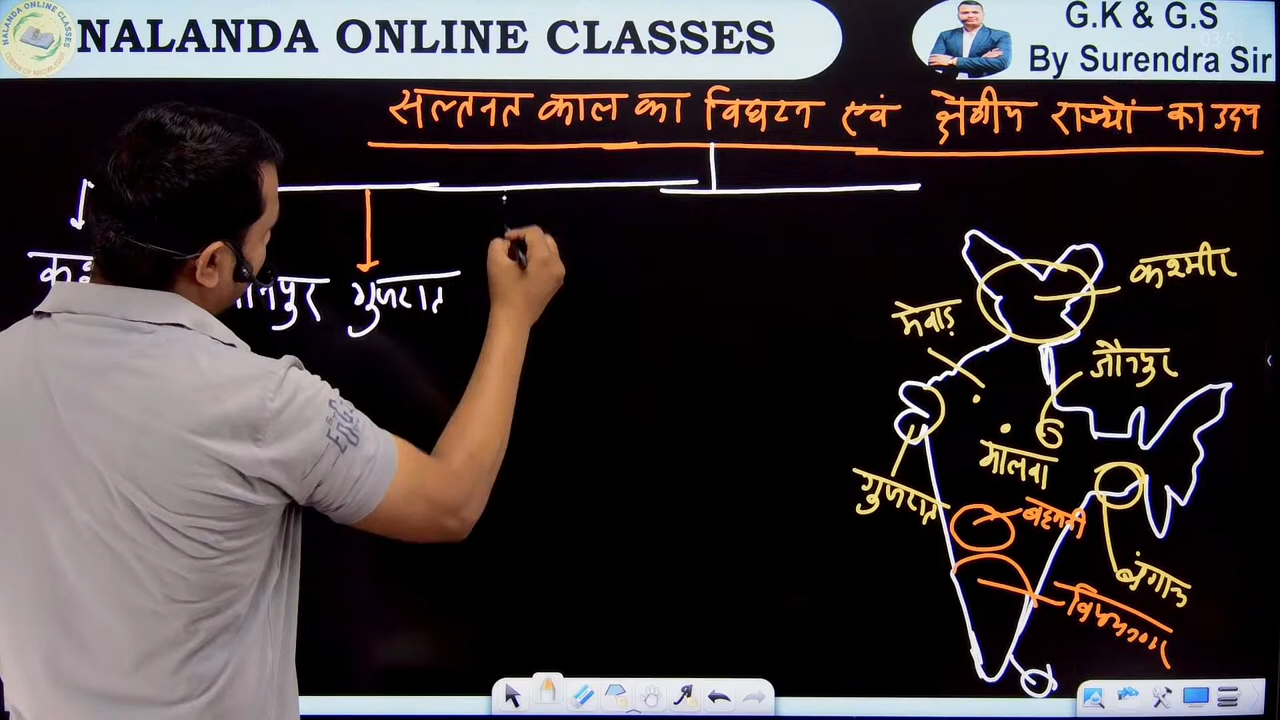 NALANDA ONLINE CLASSES
G.K & G.S
By Surendra Sir
सल्तनत काल का विघटन एवं क्षेत्रीय राज्यों का उदय
गुजरात
कश्मीर
मेवाड़
जौनपुर
मालवा
गुजरात
बहमनी
बंगाल
विजयनगर